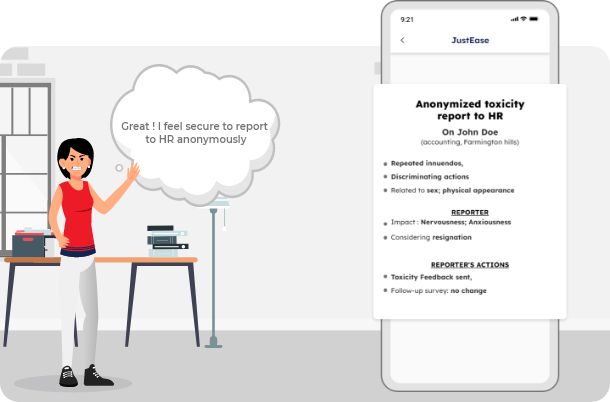 Great ! I feel secure to report
to HR anonymously
9:21
JustEase
Anonymized toxicity
report to HR
On John Doe
(accounting, Farmington hills)
Repeated innuendos,
Discriminating actions
Related to sex; physical appearance
REPORTER
Impact : Nervousness; Anxiousness
Considering resignation
REPORTER'S ACTIONS
Toxicity Feedback sent,
Follow-up survey: no change